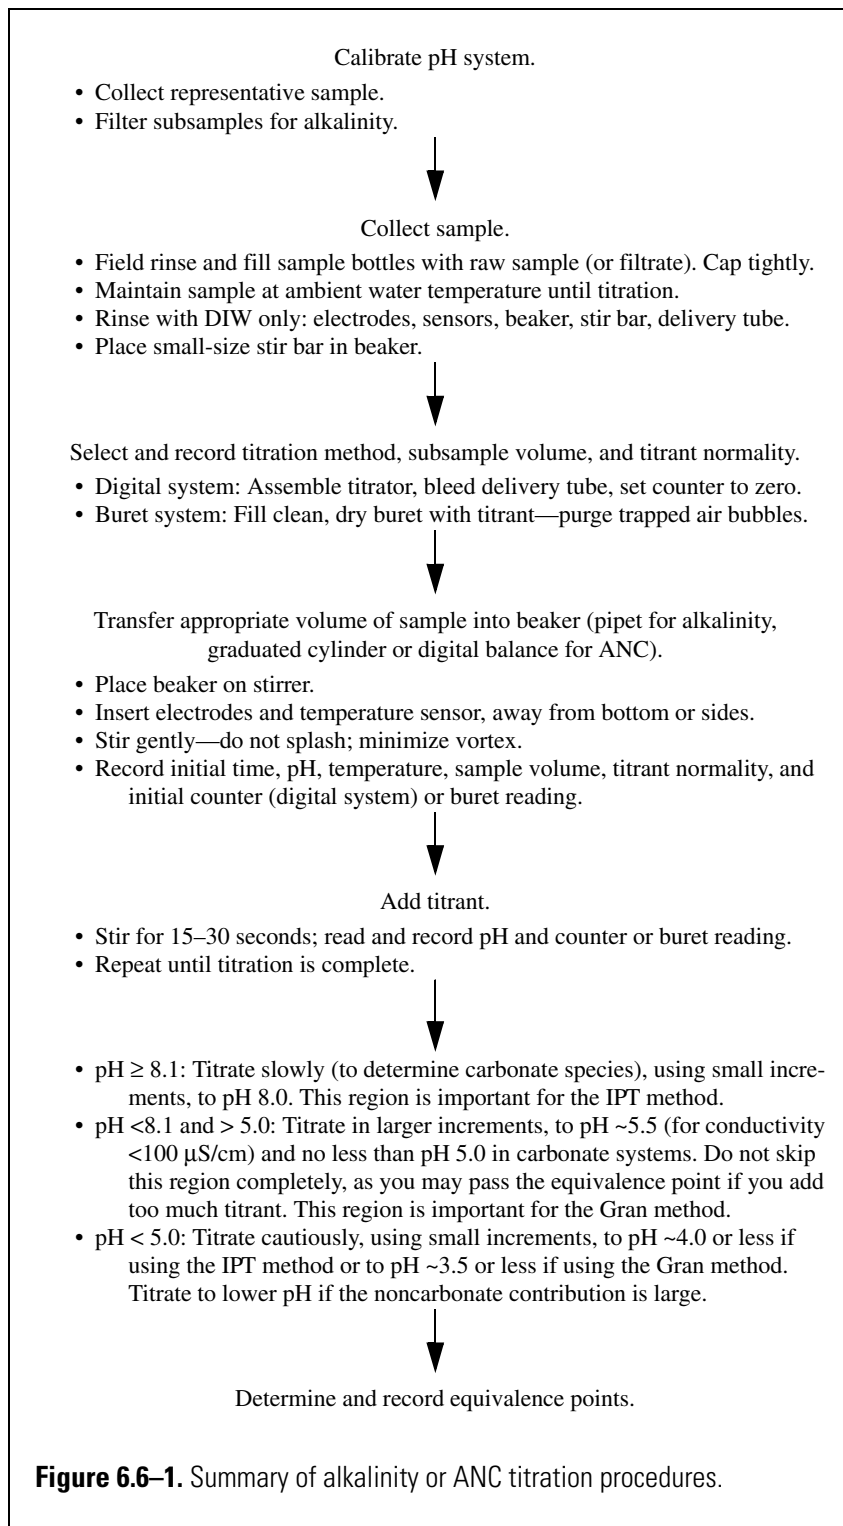 Calibrate pH system.
• Collect representative sample.
• Filter subsamples for alkalinity.
Collect sample.
• Field rinse and fill sample bottles with raw sample (or filtrate). Cap tightly.
• Maintain sample at ambient water temperature until titration.
• Rinse with DIW only: electrodes, sensors, beaker, stir bar, delivery tube.
• Place small-size stir bar in beaker.
Select and record titration method, subsample volume, and titrant normality.
• Digital system: Assemble titrator, bleed delivery tube, set counter to zero.
• Buret system: Fill clean, dry buret with titrant—purge trapped air bubbles.
Transfer appropriate volume of sample into beaker (pipet for alkalinity,
graduated cylinder or digital balance for ANC).
• Place beaker on stirrer.
• Insert electrodes and temperature sensor, away from bottom or sides.
• Stir gently—do not splash; minimize vortex.
• Record initial time, pH, temperature, sample volume, titrant normality, and
initial counter (digital system) or buret reading.
Add titrant.
• Stir for 15–30 seconds; read and record pH and counter or buret reading.
• Repeat until titration is complete.
• pH ≥ 8.1: Titrate slowly (to determine carbonate species), using small incre-
ments, to pH 8.0. This region is important for the IPT method.
• pH <8.1 and > 5.0: Titrate in larger increments, to pH ~5.5 (for conductivity
<100 µS/cm) and no less than pH 5.0 in carbonate systems. Do not skip
this region completely, as you may pass the equivalence point if you add
too much titrant. This region is important for the Gran method.
• pH < 5.0: Titrate cautiously, using small increments, to pH ~4.0 or less if
using the IPT method or to pH ~3.5 or less if using the Gran method.
Titrate to lower pH if the noncarbonate contribution is large.
Determine and record equivalence points.
Figure 6.6–1. Summary of alkalinity or ANC titration procedures.